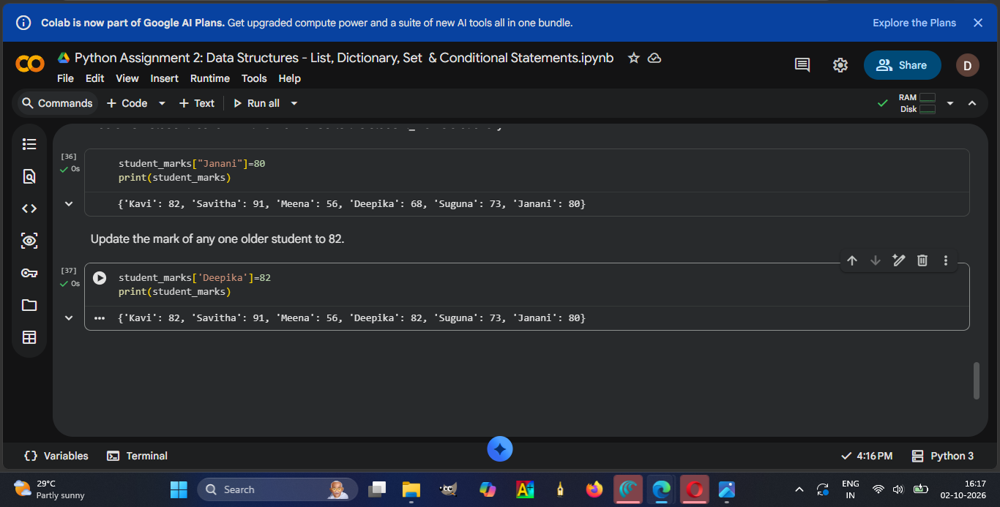 Colab is now part of Google AI Plans. Get upgraded compute power and a suite of new AI tools all in one bundle.
Explore the Plans
Python Assignment 2: Data Structures - List, Dictionary, Set & Conditional Statements.ipynb
Share
D
File Edit View Insert Runtime Tools Help
Commands + Code + Text Run all
RAM
Disk
[36]
0s
student_marks["Janani"]=80
print(student_marks)
{'Kavi': 82, 'Savitha': 91, 'Meena': 56, 'Deepika': 68, 'Suguna': 73, 'Janani': 80}
Update the mark of any one older student to 82.
[37]
0s
student_marks['Deepika']=82
print(student_marks)
{'Kavi': 82, 'Savitha': 91, 'Meena': 56, 'Deepika': 82, 'Suguna': 73, 'Janani': 80}
{} Variables Terminal
4:16 PM Python 3
29°C
Partly sunny
Search
ENG
IN
16:17
02-10-2026